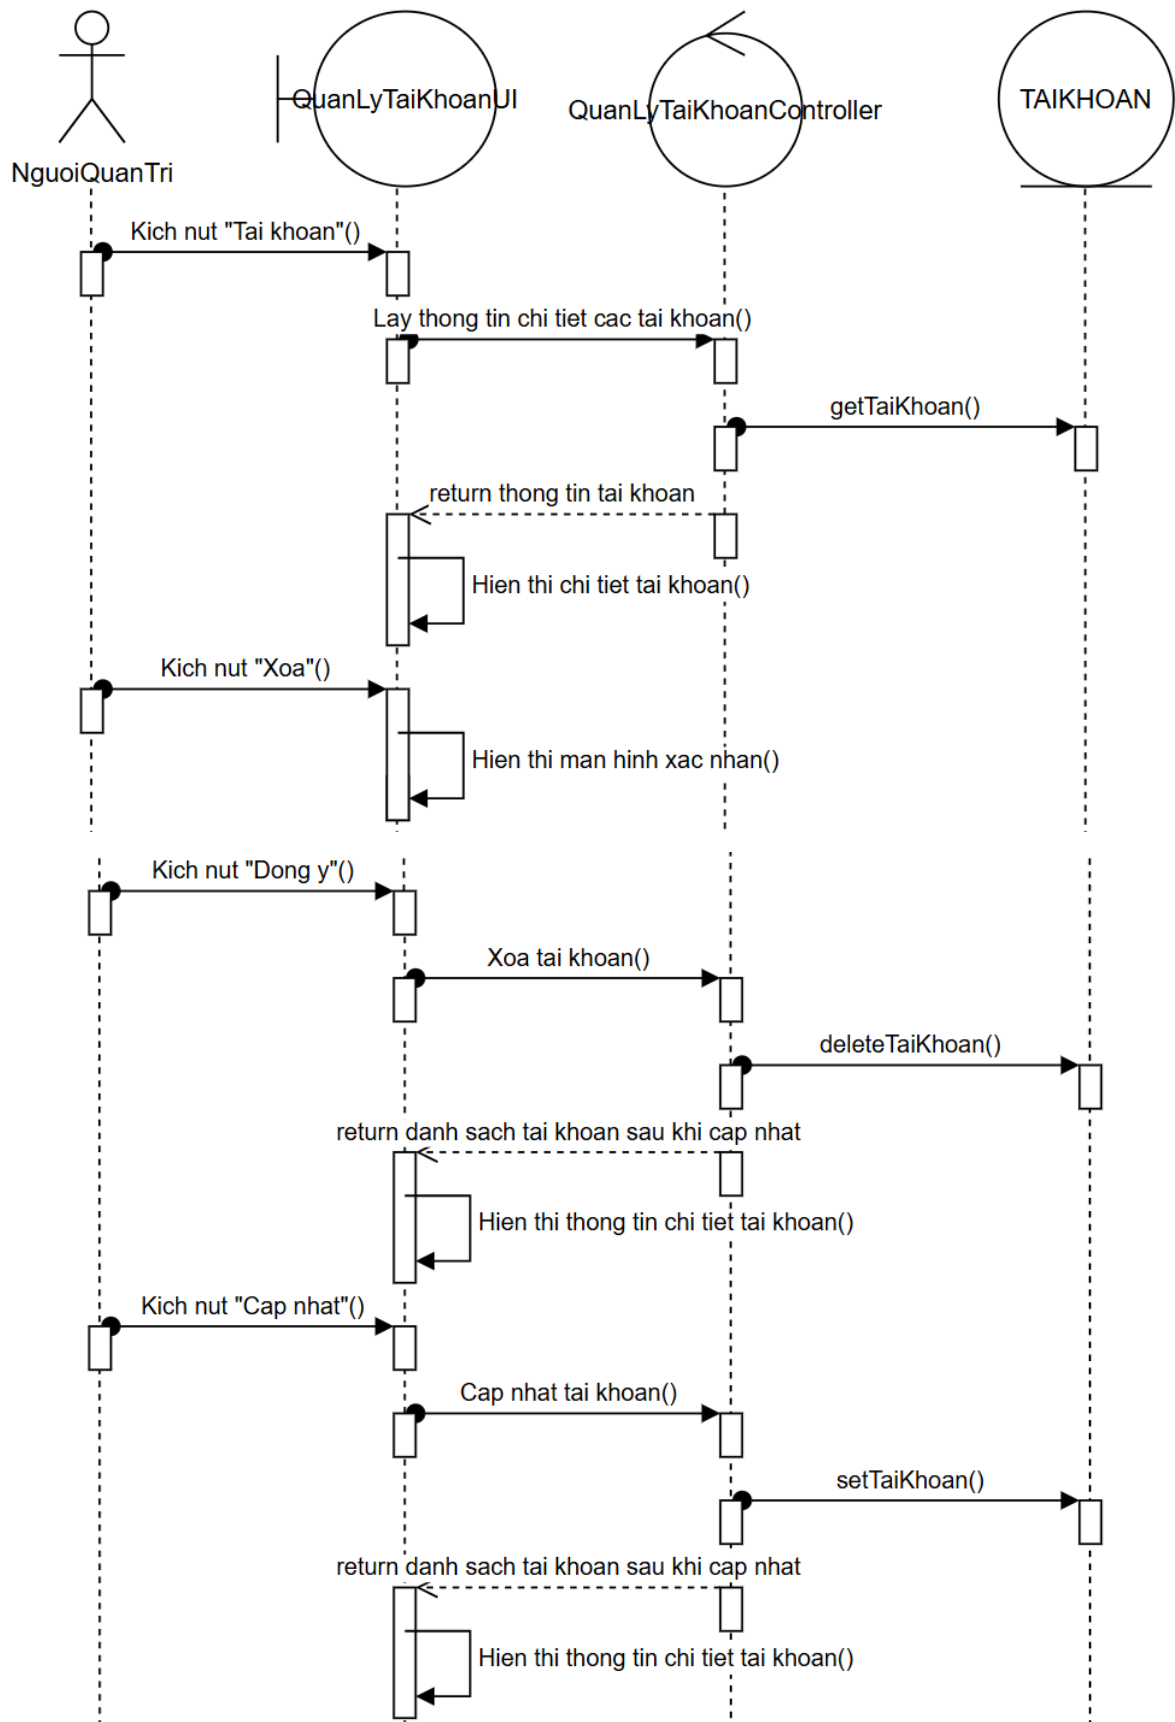 QuanLyTaiKhoanUI
QuanLyTaiKhoanController
TAIKHOAN
NguoiQuanTri
Kich nut "Tai khoan"()
Lay thong tin chi tiet cac tai khoan()
getTaiKhoan()
return thong tin tai khoan
Hien thi chi tiet tai khoan()
Kich nut "Xoa"()
Hien thi man hinh xac nhan()
Kich nut "Dong y"()
Xoa tai khoan()
deleteTaiKhoan()
return danh sach tai khoan sau khi cap nhat
Hien thi thong tin chi tiet tai khoan()
Kich nut "Cap nhat"()
Cap nhat tai khoan()
setTaiKhoan()
return danh sach tai khoan sau khi cap nhat
Hien thi thong tin chi tiet tai khoan()